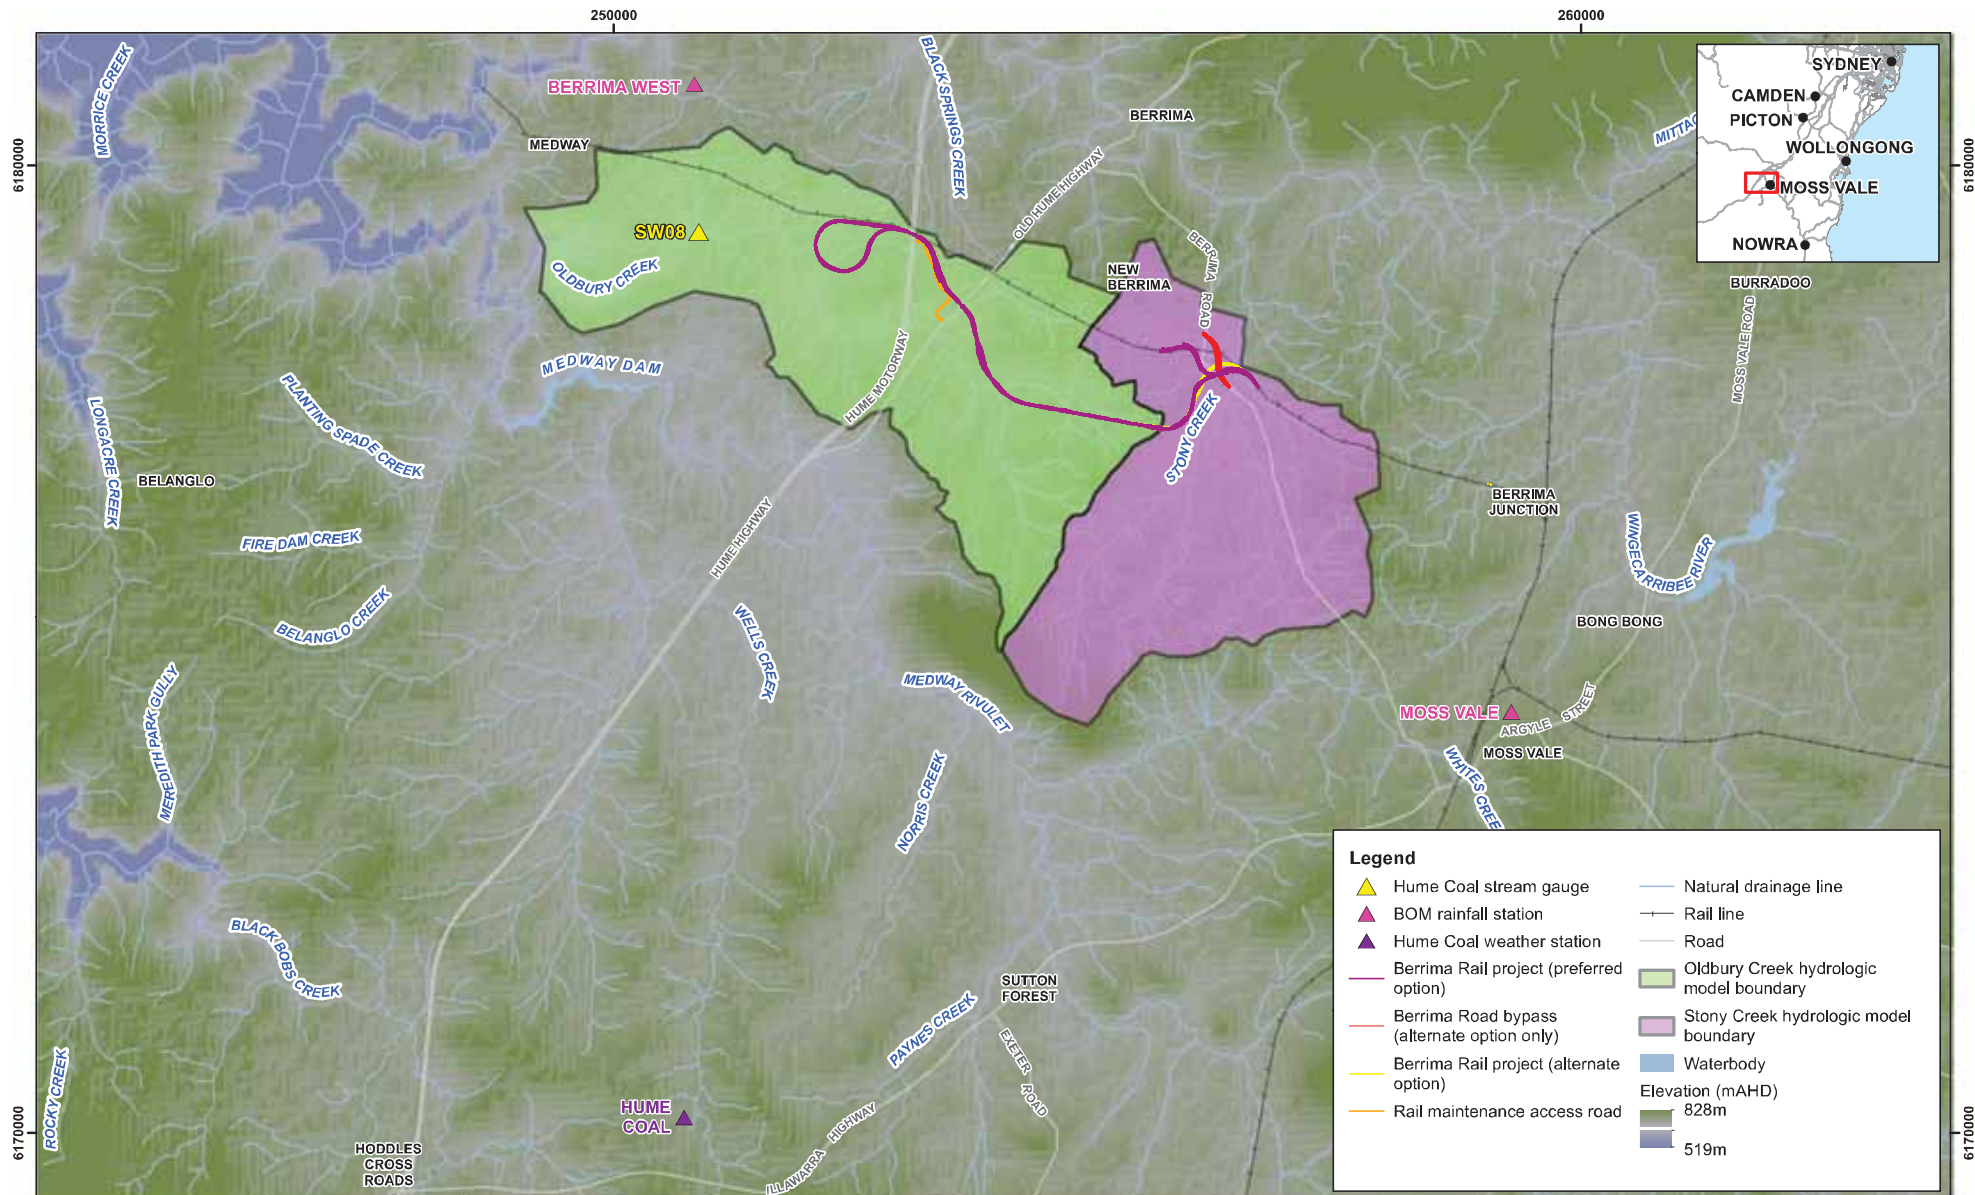 250000
260000
6180000
6180000
6170000
6170000
MORRICE CREEK
BERRIMA WEST
BLACK SPRINGS CREEK
BERRIMA
MEDWAY
OLD HUME HIGHWAY
SYDNEY
CAMDEN
PICTON
WOLLONGONG
MOSS VALE
NOWRA
SW08
OLDBURY CREEK
NEW
BERRIMA
BERRIMA ROAD
BURRADOO
MOSS VALE ROAD
MEDWAY DAM
HUME MOTORWAY
PLANTING SPADE CREEK
LONGACRE CREEK
STONY CREEK
BELANGLO
BERRIMA
JUNCTION
FIRE DAM CREEK
HUME HIGHWAY
WINGECARRIBEE RIVER
BELANGLO CREEK
WELLS CREEK
BONG BONG
MEREDITH PARK GULLY
MEDWAY RIVULET
MOSS VALE
ARGYLE STREET
MOSS VALE
NORRIS CREEK
WHITES CREE
BLACK BOBS CREEK
SUTTON
FOREST
PAYNES CREEK
EXETER ROAD
ROCKY CREEK
HUME
COAL
ILLAWARRA HIGHWAY
HODDLES
CROSS
ROADS
Legend
Hume Coal stream gauge
BOM rainfall station
Hume Coal weather station
Berrima Rail project (preferred
option)
Berrima Road bypass
(alternate option only)
Berrima Rail project (alternate
option)
Rail maintenance access road
Natural drainage line
Rail line
Road
Oldbury Creek hydrologic
model boundary
Stony Creek hydrologic model
boundary
Waterbody
Elevation (mAHD)
828m
519m